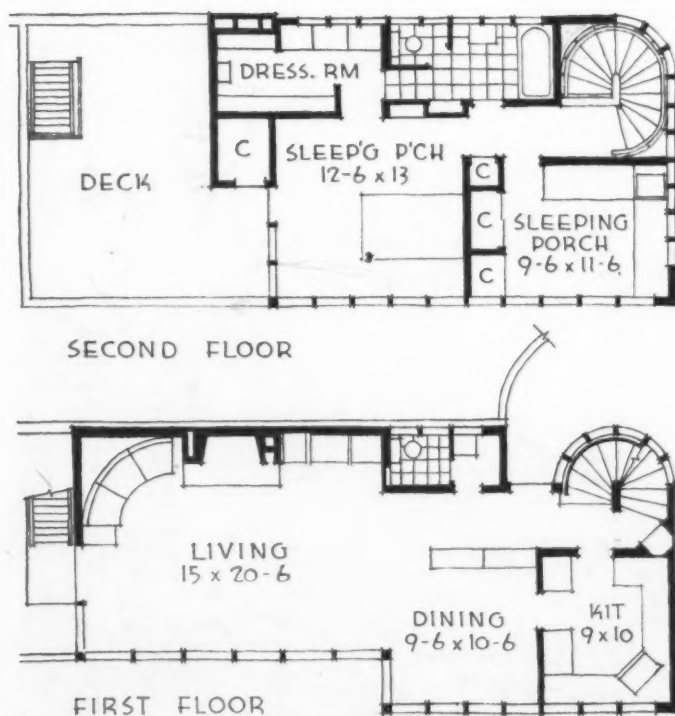 DRESS. RM
C
SLEEP'G P'CH
12-6 x 13
DECK
C
C
SLEEPING
PORCH
9-6 x 11-6
C
SECOND FLOOR
LIVING
15 x 20-6
DINING
9-6 x 10-6
KIT
9 x 10
FIRST FLOOR